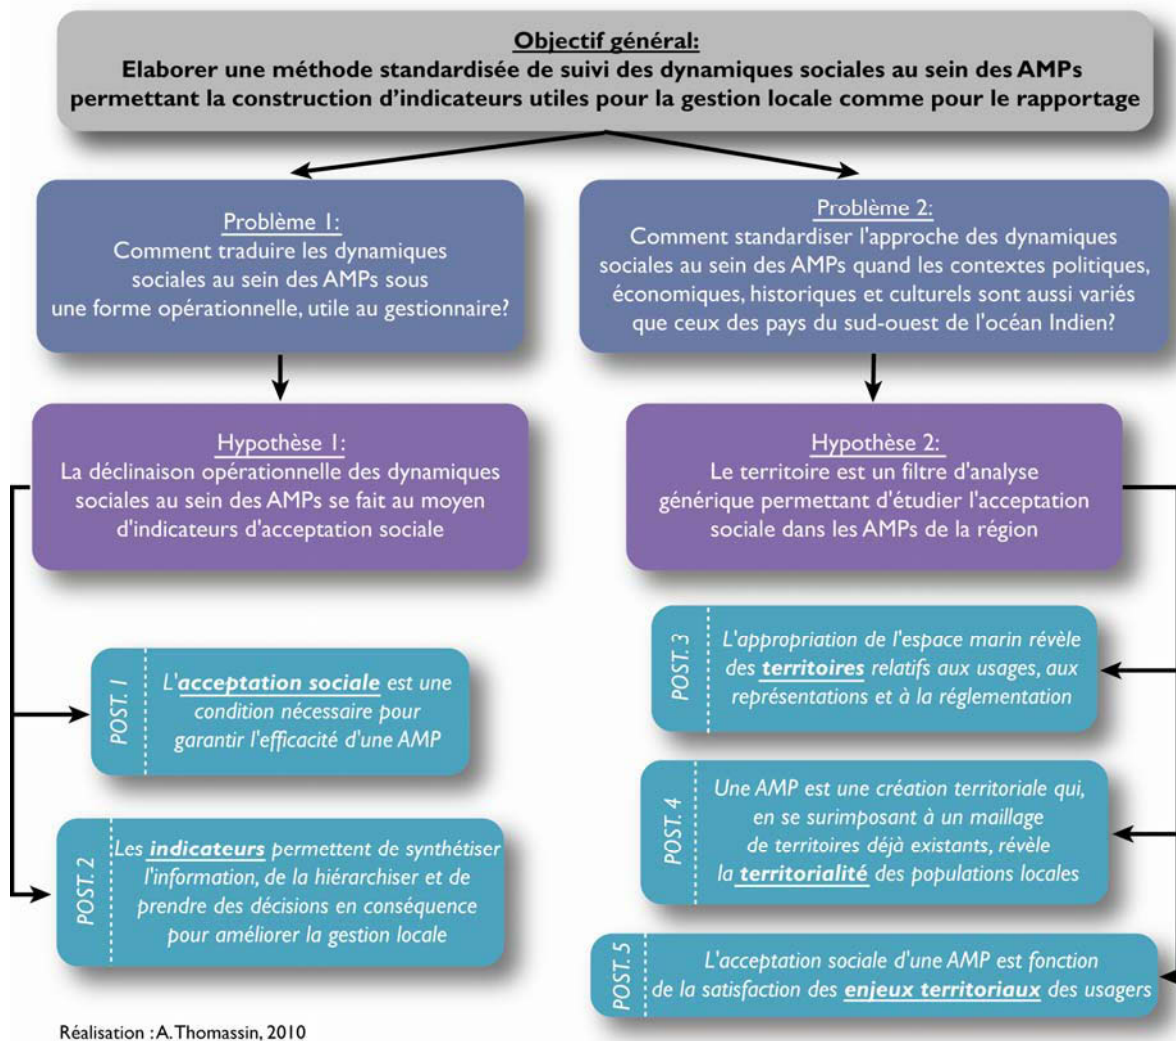 Objectif général:
Elaborer une méthode standardisée de suivi des dynamiques sociales au sein des AMPs
permettant la construction d'indicateurs utiles pour la gestion locale comme pour le rapportage
Problème 1:
Comment traduire les dynamiques
sociales au sein des AMPs sous
une forme opérationnelle, utile au gestionnaire?
Problème 2:
Comment standardiser l'approche des dynamiques
sociales au sein des AMPs quand les contextes politiques,
économiques, historiques et culturels sont aussi variés
que ceux des pays du sud-ouest de l'océan Indien?
Hypothèse 1:
La déclinaison opérationnelle des dynamiques
sociales au sein des AMPs se fait au moyen
d'indicateurs d'acceptation sociale
Hypothèse 2:
Le territoire est un filtre d'analyse
générique permettant d'étudier l'acceptation
sociale dans les AMPs de la région
POST. 1
L'acceptation sociale est une
condition nécessaire pour
garantir l'efficacité d'une AMP
POST. 2
Les indicateurs permettent de synthétiser
l'information, de la hiérarchiser et de
prendre des décisions en conséquence
pour améliorer la gestion locale
POST. 3
L'appropriation de l'espace marin révèle
des territoires relatifs aux usages, aux
représentations et à la réglementation
POST. 4
Une AMP est une création territoriale qui,
en se surimposant à un maillage
de territoires déjà existants, révèle
la territorialité des populations locales
POST. 5
L'acceptation sociale d'une AMP est fonction
de la satisfaction des enjeux territoriaux des usagers
Réalisation : A. Thomassin, 2010